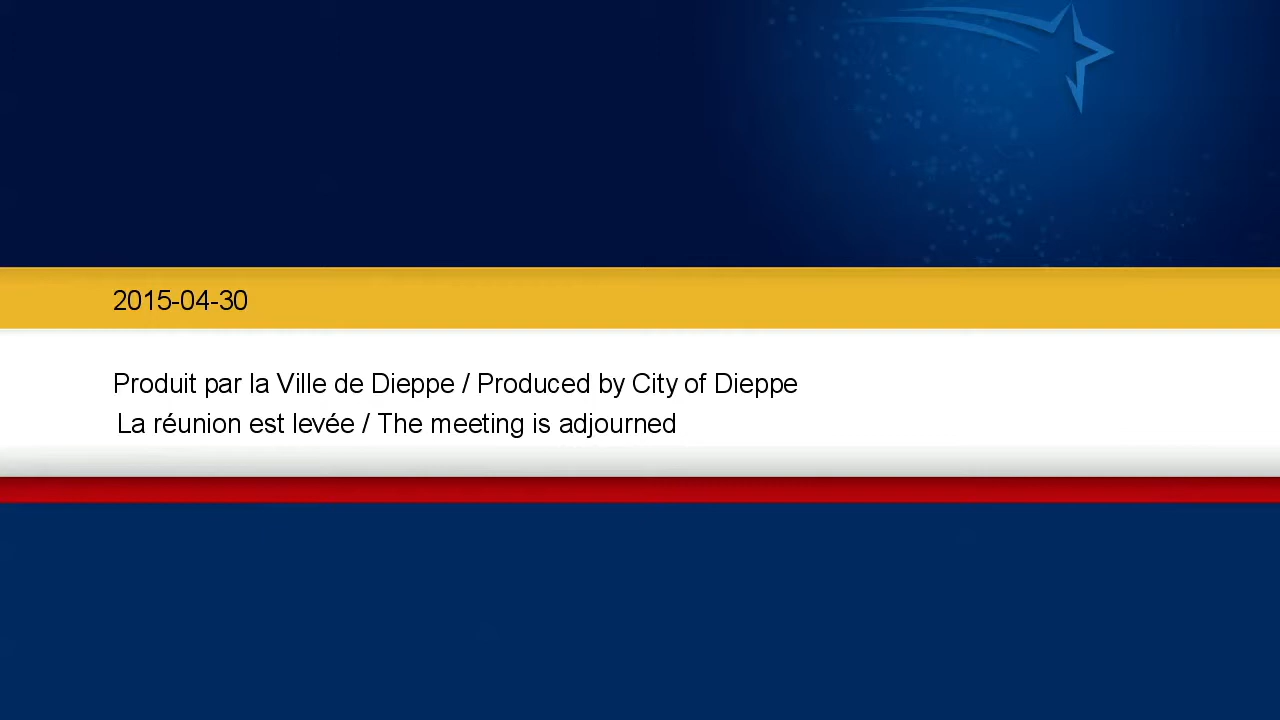 2015-04-30
Produit par la Ville de Dieppe / Produced by City of Dieppe
La réunion est levée / The meeting is adjourned